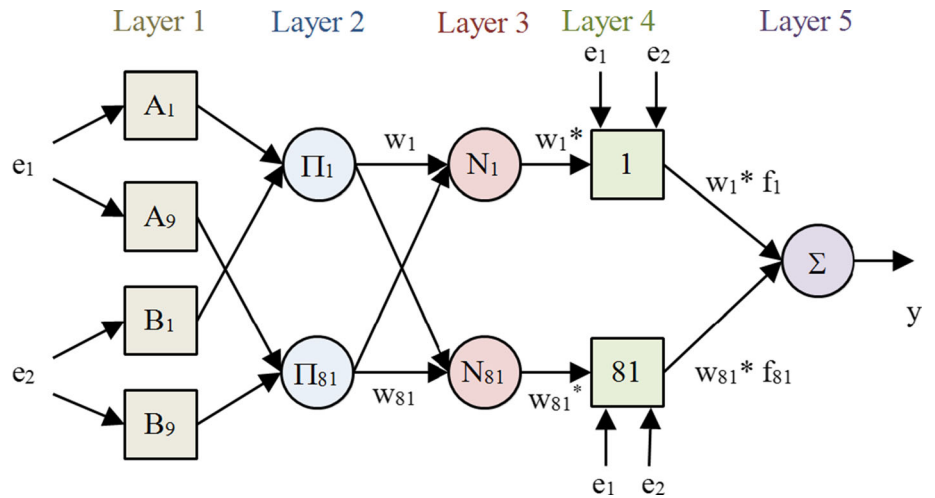 Layer 1 Layer 2 Layer 3 Layer 4 Layer 5
e₁ e₂
A₁
Π₁ w₁ N₁ w₁* 1
e₁
w₁* f₁
A₉
Σ
B₁
y
e₂
Π₈₁ w₈₁ N₈₁ w₈₁* 81
w₈₁* f₈₁
B₉
e₁ e₂